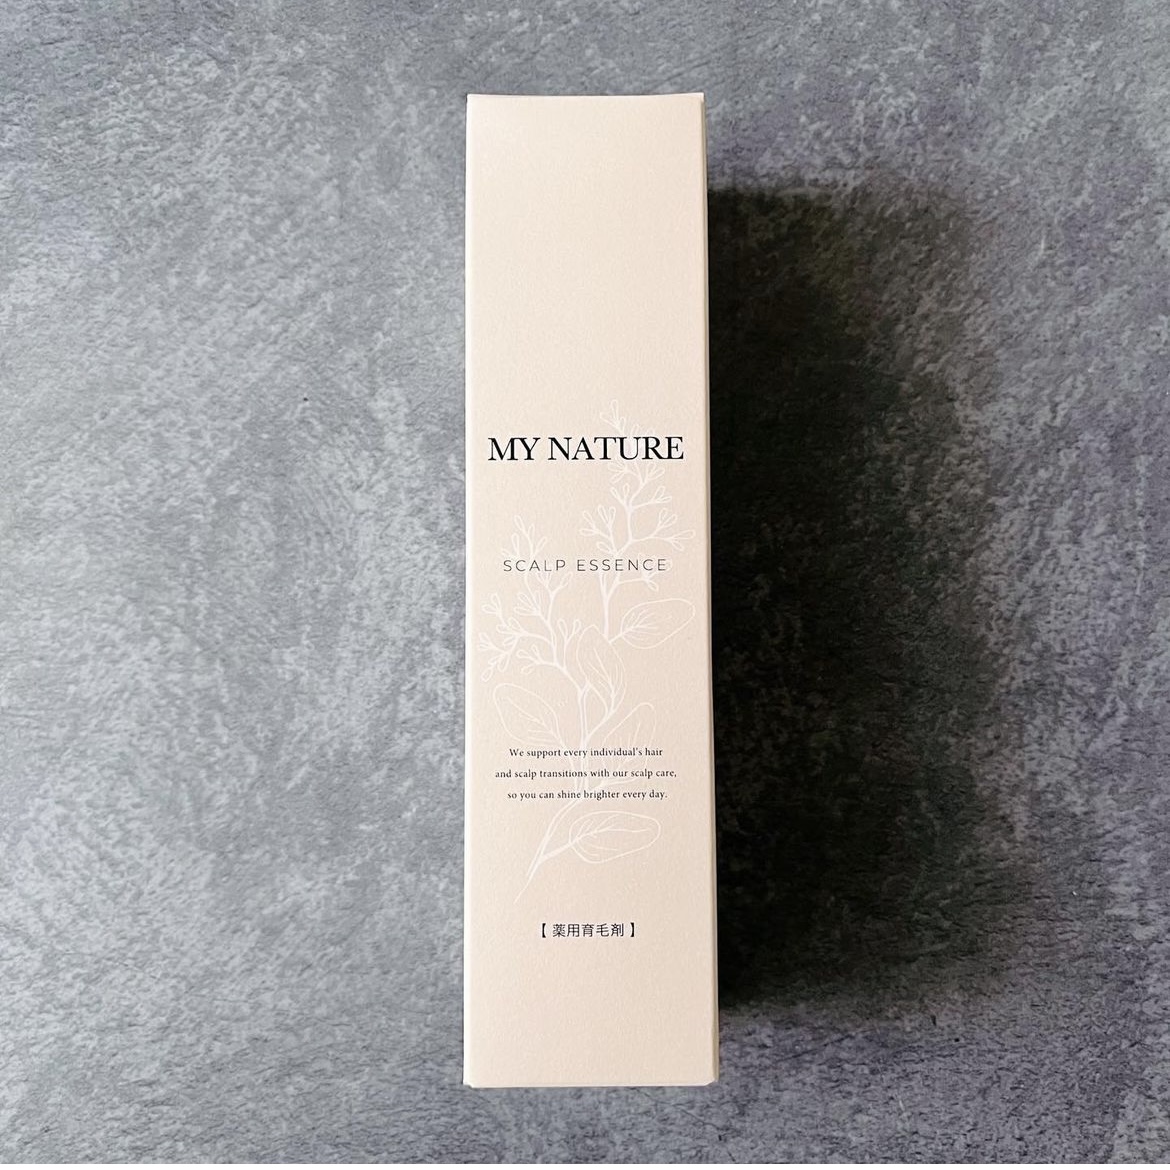 MY NATURE
SCALP ESSENCE
We support every individual's hair
and scalp transitions with our scalp care,
so you can shine brighter every day.
【 薬用育毛剤 】